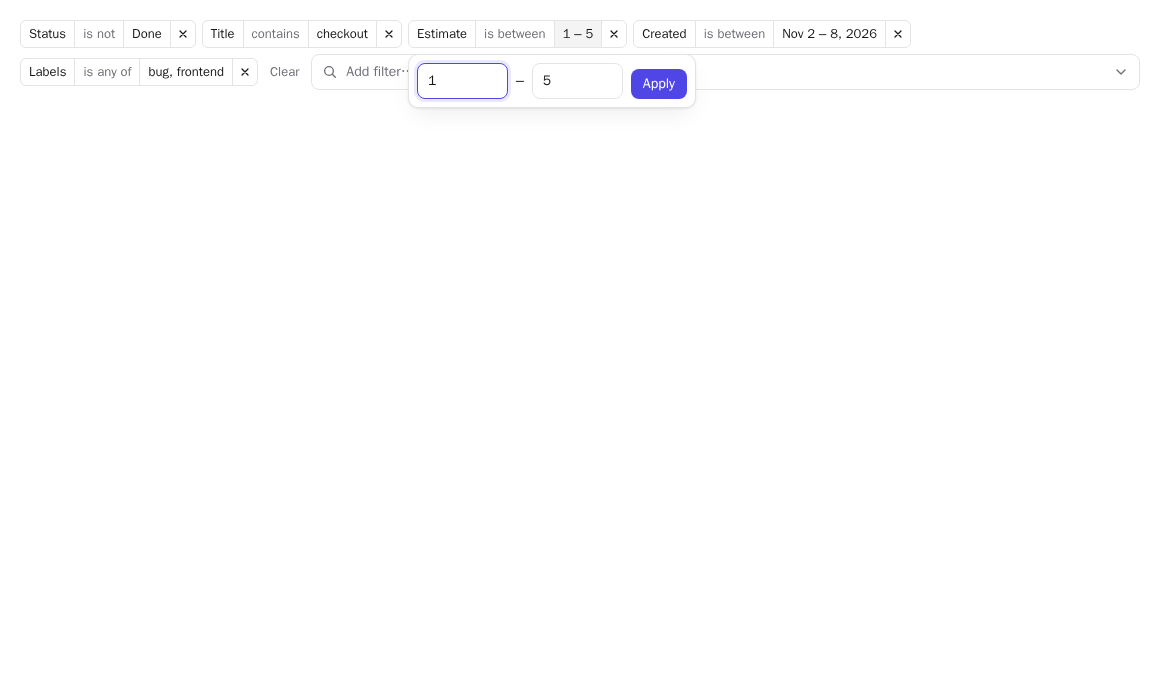 Status is not Done ✕ Title contains checkout ✕ Estimate is between 1 – 5 ✕ Created is between Nov 2 – 8, 2026 ✕
Labels is any of bug, frontend ✕ Clear Add filter
1 – 5 Apply